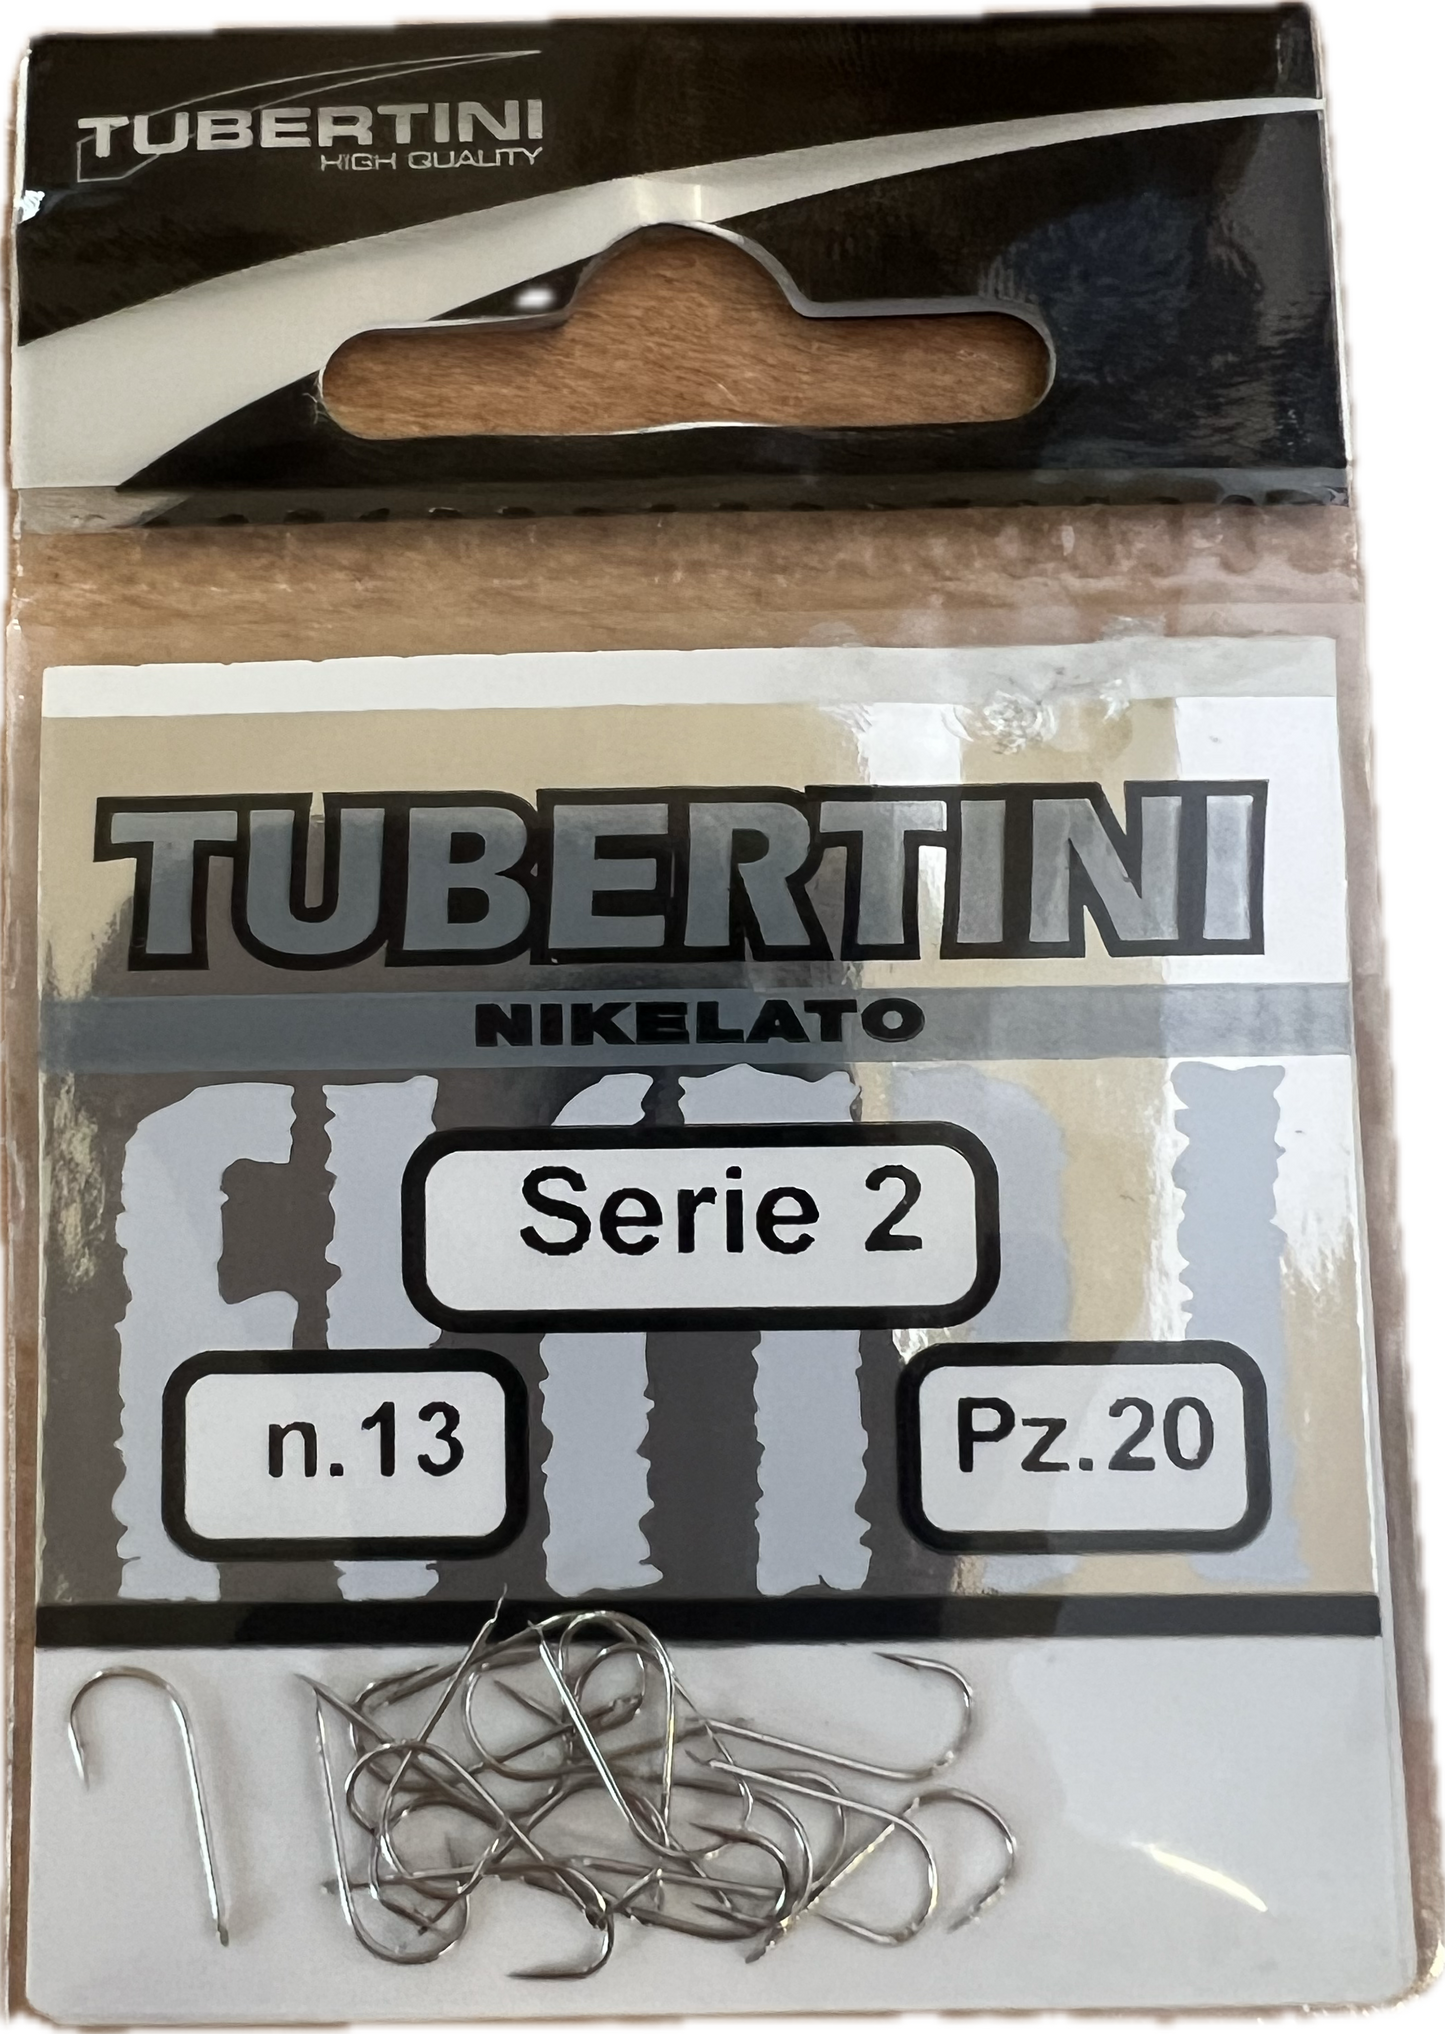 TUBERTINI
HIGH QUALITY
TUBERTINI
NIKELATO
Serie 2
n.13
Pz.20